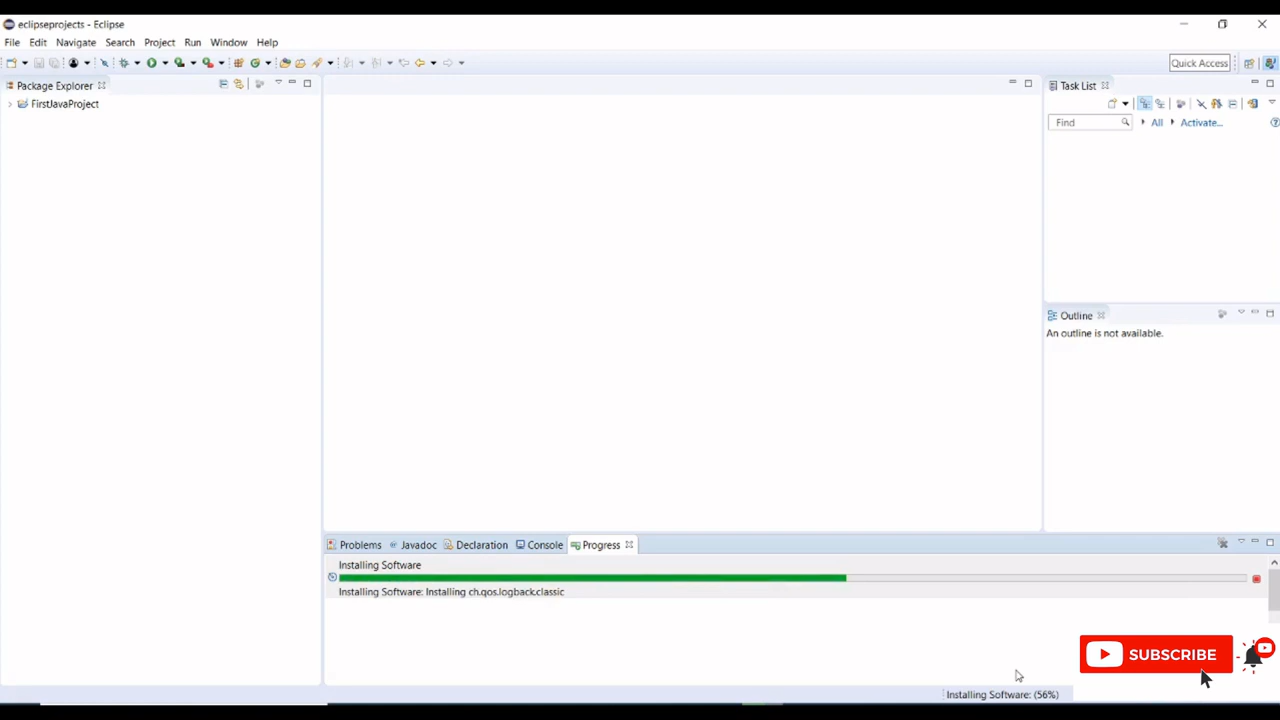 eclipseprojects - Eclipse
File Edit Navigate Search Project Run Window Help
Quick Access
Package Explorer
FirstJavaProject
Task List
Find
All
Activate...
Outline
An outline is not available.
Problems Javadoc Declaration Console Progress
Installing Software
Installing Software: Installing ch.qos.logback.classic
SUBSCRIBE
Installing Software: (56%)